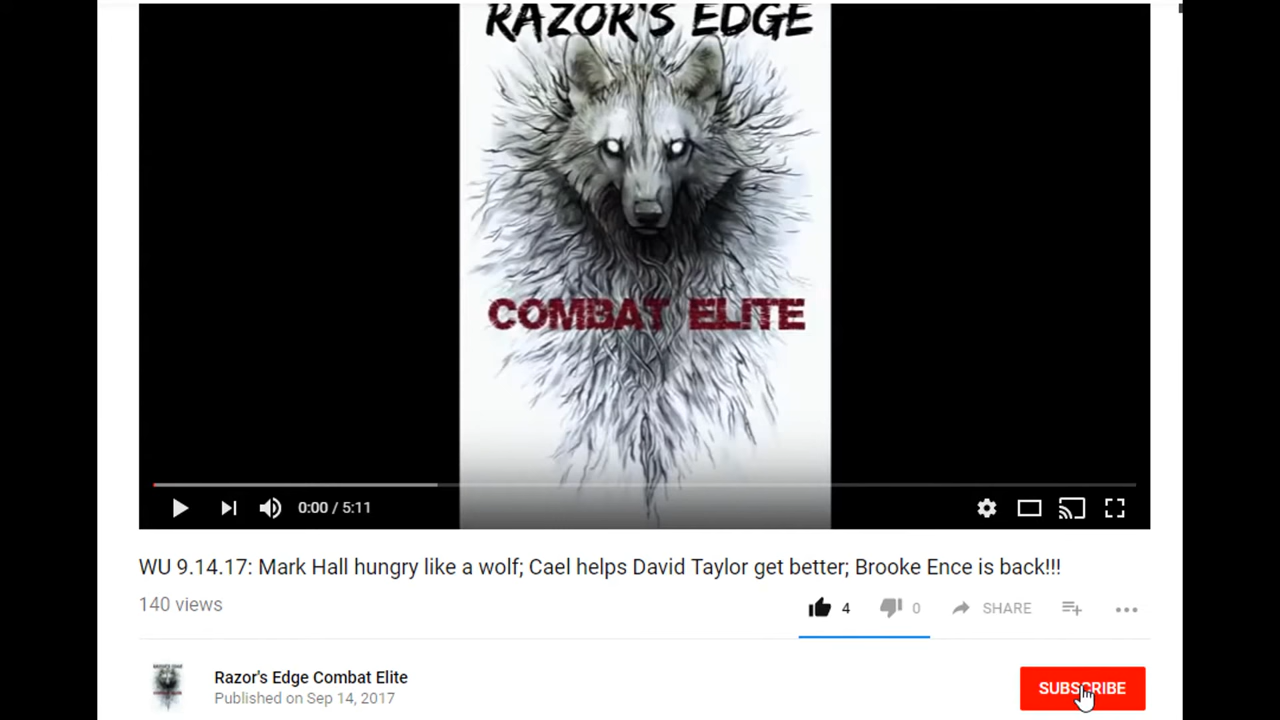 RAZOR'S EDGE
COMBAT ELITE
0:00 / 5:11
WU 9.14.17: Mark Hall hungry like a wolf; Cael helps David Taylor get better; Brooke Ence is back!!!
140 views
4 0 SHARE
Razor's Edge Combat Elite
Published on Sep 14, 2017
SUBSCRIBE